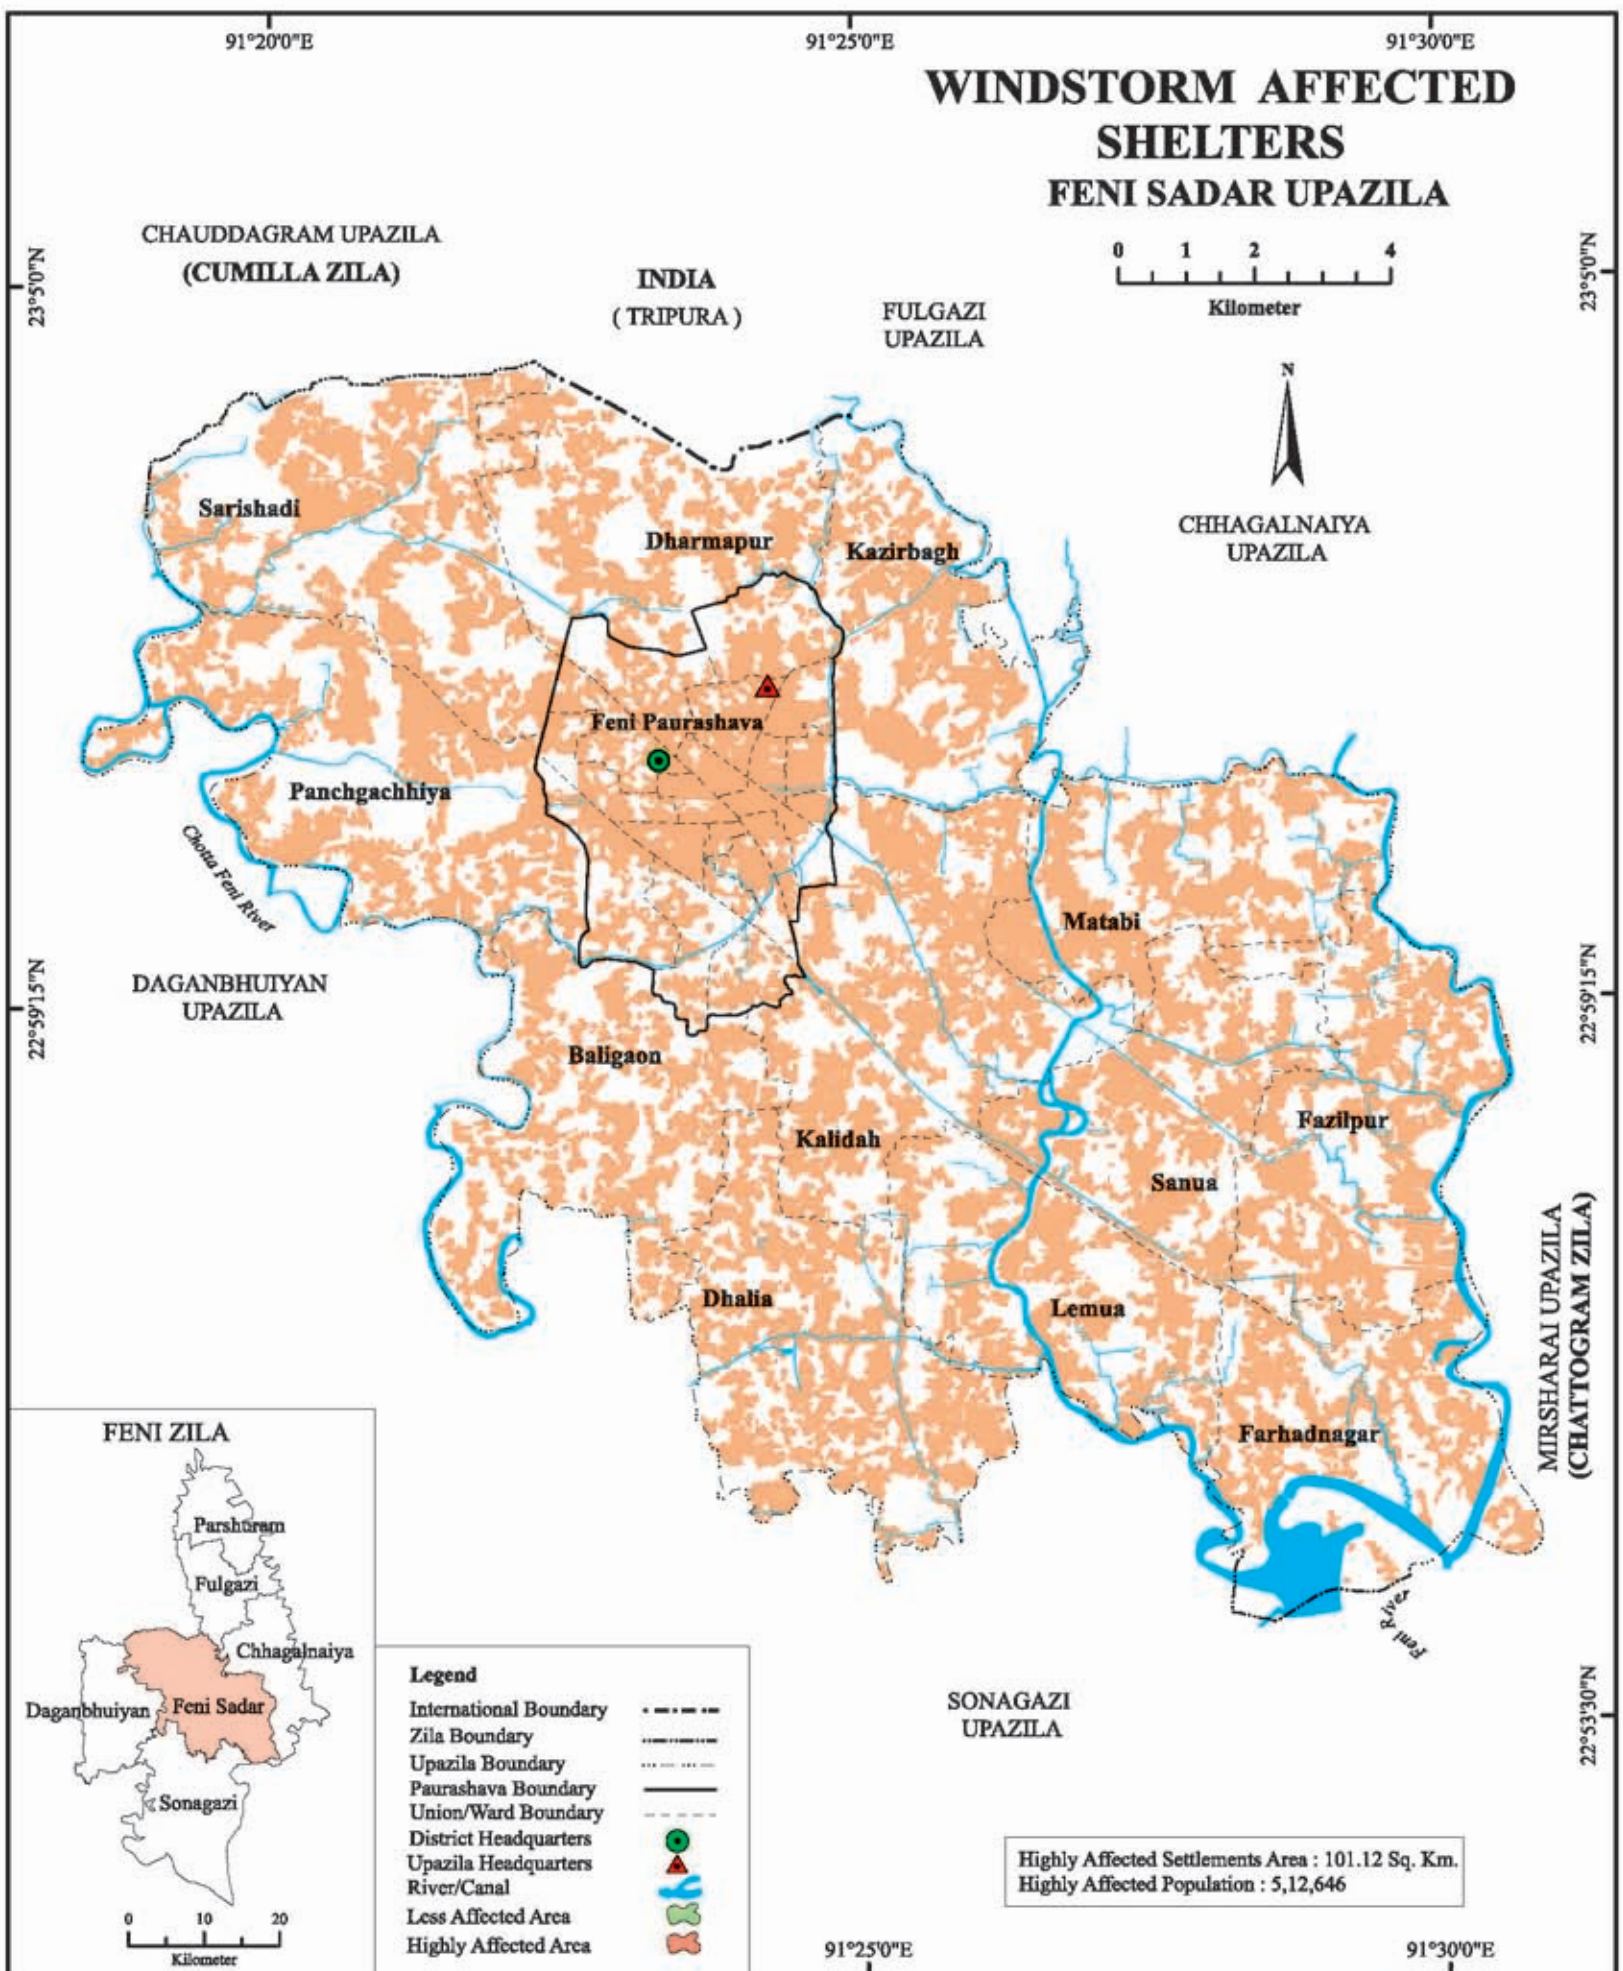 91°20'0"E
91°25'0"E
91°30'0"E
WINDSTORM AFFECTED
SHELTERS
FENI SADAR UPAZILA
0 1 2 4
Kilometer
CHAUDDAGRAM UPAZILA
(CUMILLA ZILA)
INDIA
( TRIPURA )
FULGAZI
UPAZILA
23°5'0"N
23°5'0"N
N
CHHAGALNAIYA
UPAZILA
Sarishadi
Dharmapur
Kazirbagh
Feni Paurashava
Panchgachhiya
Chotta Feni River
Matabi
DAGANBHUIYAN
UPAZILA
22°59'15"N
22°59'15"N
Baligaon
Kalidah
Fazilpur
Sanua
Dhalia
Lemua
MIRSHARAI UPAZILA
(CHATTOGRAM ZILA)
Farhadnagar
Feni River
FENI ZILA
Parshuram
Fulgazi
Chhagalnaiya
Daganbhuiyan
Feni Sadar
Sonagazi
0 10 20
Kilometer
Legend
International Boundary
Zila Boundary
Upazila Boundary
Paurashava Boundary
Union/Ward Boundary
District Headquarters
Upazila Headquarters
River/Canal
Less Affected Area
Highly Affected Area
SONAGAZI
UPAZILA
22°53'30"N
Highly Affected Settlements Area : 101.12 Sq. Km.
Highly Affected Population : 5,12,646
91°25'0"E
91°30'0"E